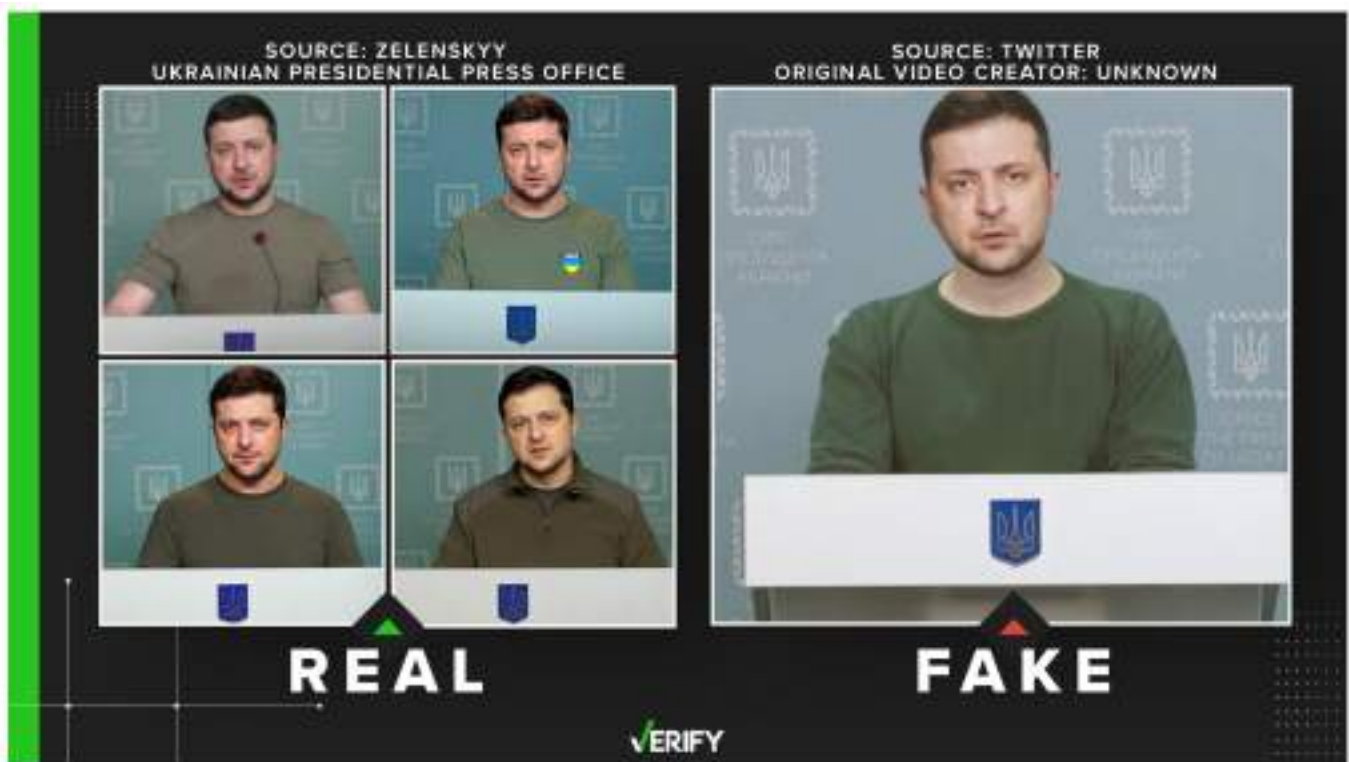 SOURCE: ZELENSKYY
UKRAINIAN PRESIDENTIAL PRESS OFFICE
SOURCE: TWITTER
ORIGINAL VIDEO CREATOR: UNKNOWN
REAL
FAKE
VERIFY